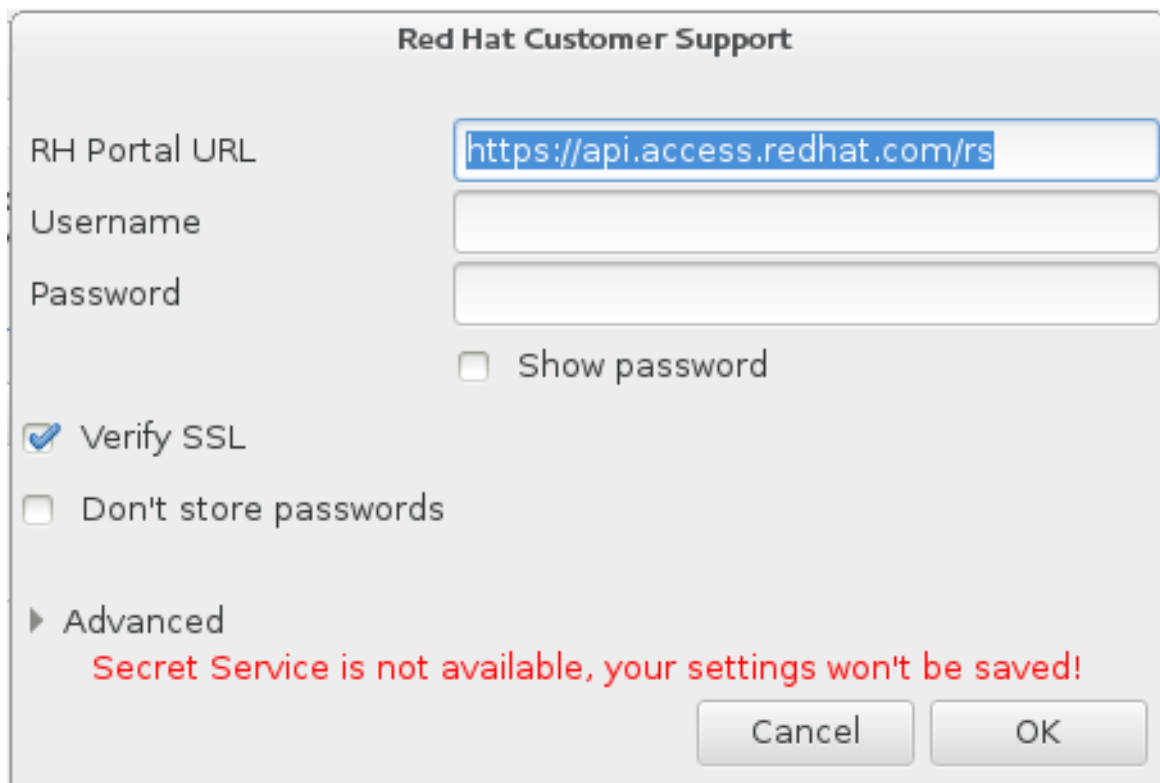 Red Hat Customer Support
RH Portal URL https://api.access.redhat.com/rs
Username
Password
Show password
Verify SSL
Don't store passwords
Advanced
Secret Service is not available, your settings won't be saved!
Cancel OK